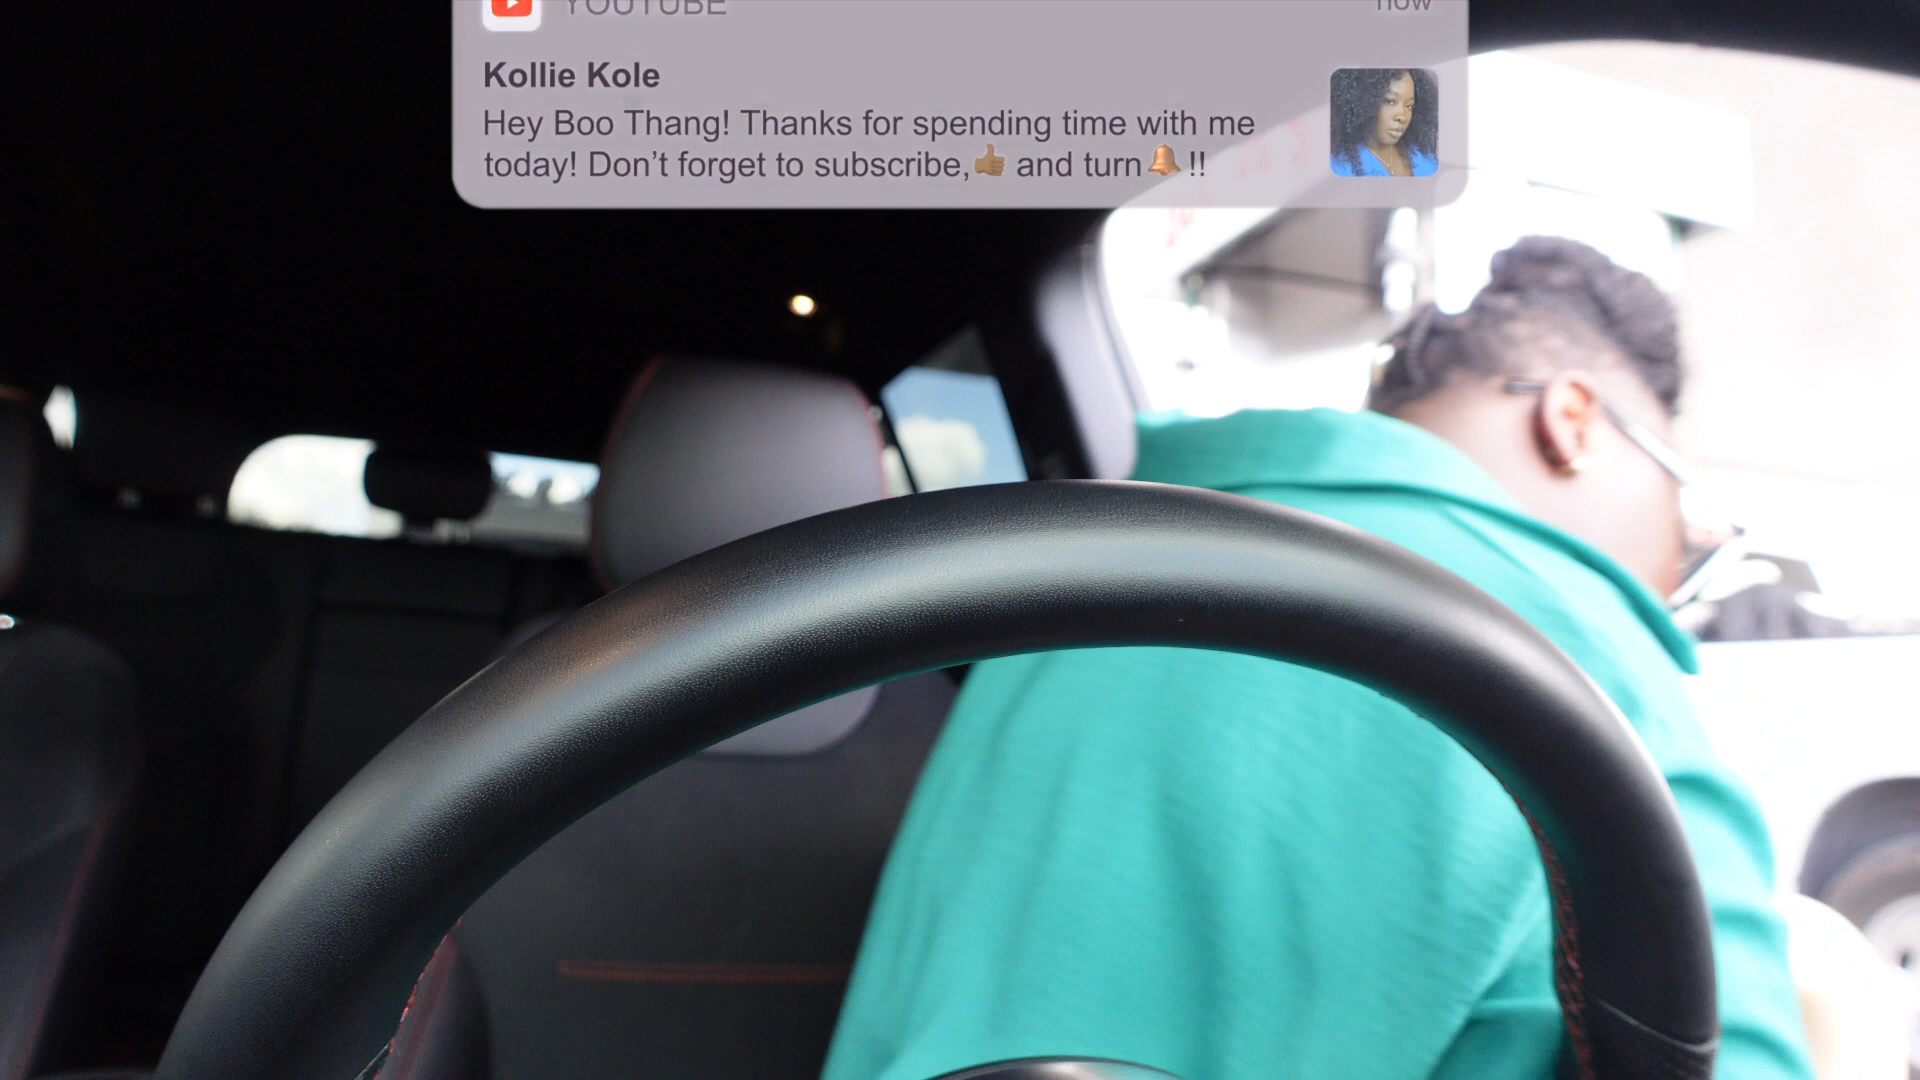 YOUTUBE
now
Kollie Kole
Hey Boo Thang! Thanks for spending time with me
today! Don’t forget to subscribe,👍🏾 and turn🔔 !!